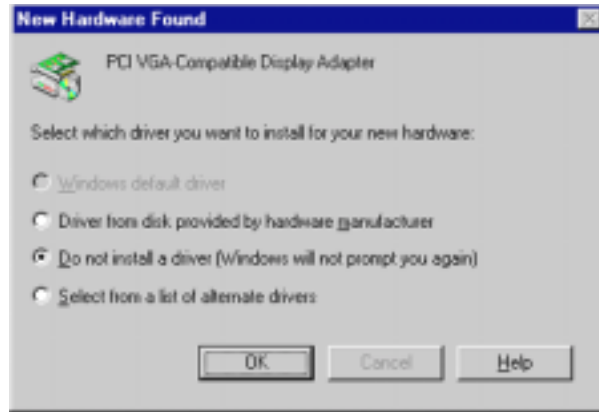 New Hardware Found
PCI VGA-Compatible Display Adapter
Select which driver you want to install for your new hardware:
Windows default driver
Driver from disk provided by hardware manufacturer
Do not install a driver (Windows will not prompt you again)
Select from a list of alternate drivers
OK Cancel Help